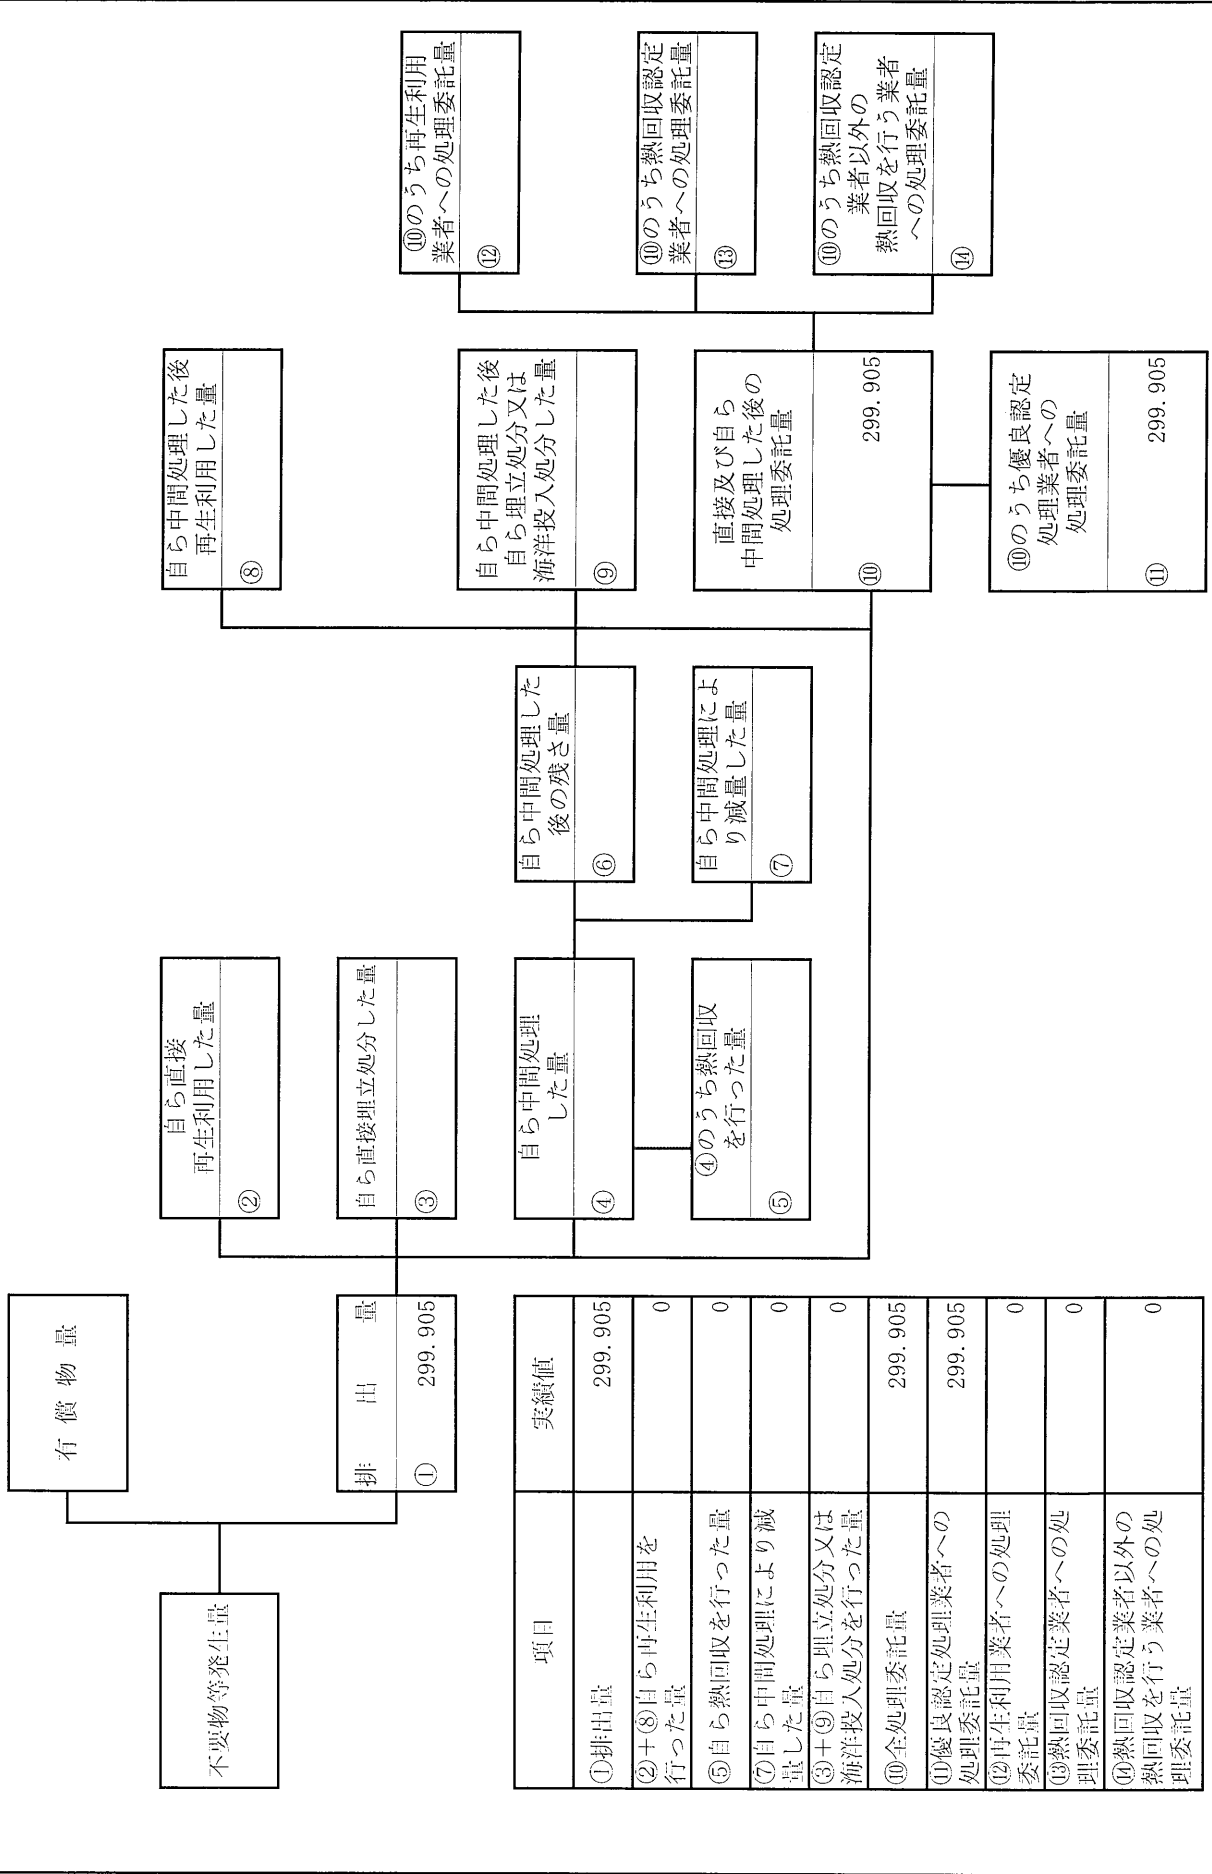 有 償 物 量
不要物等発生量
排 出 量
① 299.905
自ら直接
再生利用した量
②
自ら直接埋立処分した量
③
自ら中間処理
した量
④
④のうち熱回収
を行った量
⑤
自ら中間処理した
後の残さ量
⑥
自ら中間処理によ
り減量した量
⑦
自ら中間処理した後
再生利用した量
⑧
自ら中間処理した後
自ら埋立処分又は
海洋投入処分した量
⑨
直接及び自ら
中間処理した後の
処理委託量
⑩ 299.905
⑩のうち優良認定
処理業者への
処理委託量
⑪ 299.905
⑩のうち再生利用
業者への処理委託量
⑫
⑩のうち熱回収認定
業者への処理委託量
⑬
⑩のうち熱回収認定
業者以外の
熱回収を行う業者
への処理委託量
⑭
項目 実績値
①排出量 299.905
②+⑧自ら再生利用を
行った量 0
⑤自ら熱回収を行った量 0
⑦自ら中間処理により減
量した量 0
③+⑨自ら埋立処分又は
海洋投入処分を行った量 0
⑩全処理委託量 299.905
⑪優良認定処理業者への
処理委託量 299.905
⑫再生利用業者への処理
委託量 0
⑬熱回収認定業者への処
理委託量 0
⑭熱回収認定業者以外の
熱回収を行う業者への処
理委託量 0